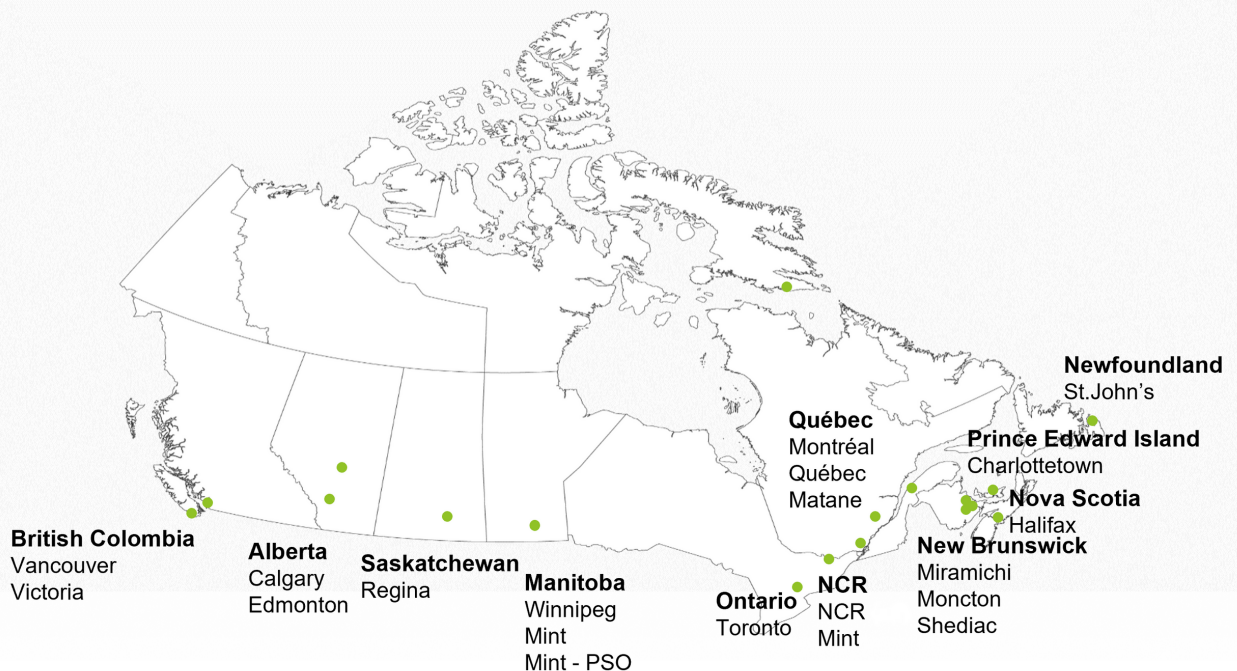 Newfoundland
St.John's
Québec
Montréal
Québec
Matane
Prince Edward Island
Charlottetown
Nova Scotia
Halifax
British Colombia
Vancouver
Victoria
Alberta
Calgary
Edmonton
Saskatchewan
Regina
Manitoba
Winnipeg
Mint
Mint - PSO
Ontario
Toronto
NCR
NCR
Mint
New Brunswick
Miramichi
Moncton
Shediac